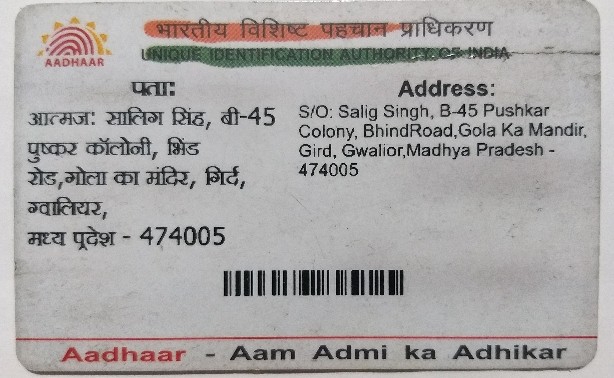 भारतीय विशिष्ट पहचान प्राधिकरण
UNIQUE IDENTIFICATION AUTHORITY OF INDIA
AADHAAR
पता:
आत्मज: सालिग सिंह, बी-45
पुष्कर कॉलोनी, भिंड
रोड,गोला का मंदिर, गिर्द,
ग्वालियर,
मध्य प्रदेश - 474005
Address:
S/O: Salig Singh, B-45 Pushkar
Colony, BhindRoad,Gola Ka Mandir,
Gird, Gwalior,Madhya Pradesh -
474005
Aadhaar - Aam Admi ka Adhikar